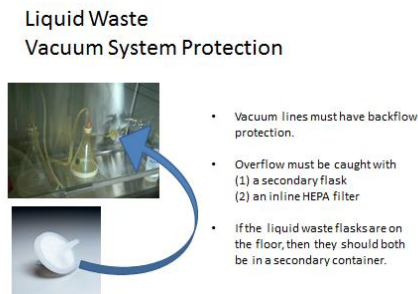 Liquid Waste
Vacuum System Protection
• Vacuum lines must have backflow
protection.
• Overflow must be caught with
(1) a secondary flask
(2) an inline HEPA filter
• If the liquid waste flasks are on
the floor, then they should both
be in a secondary container.